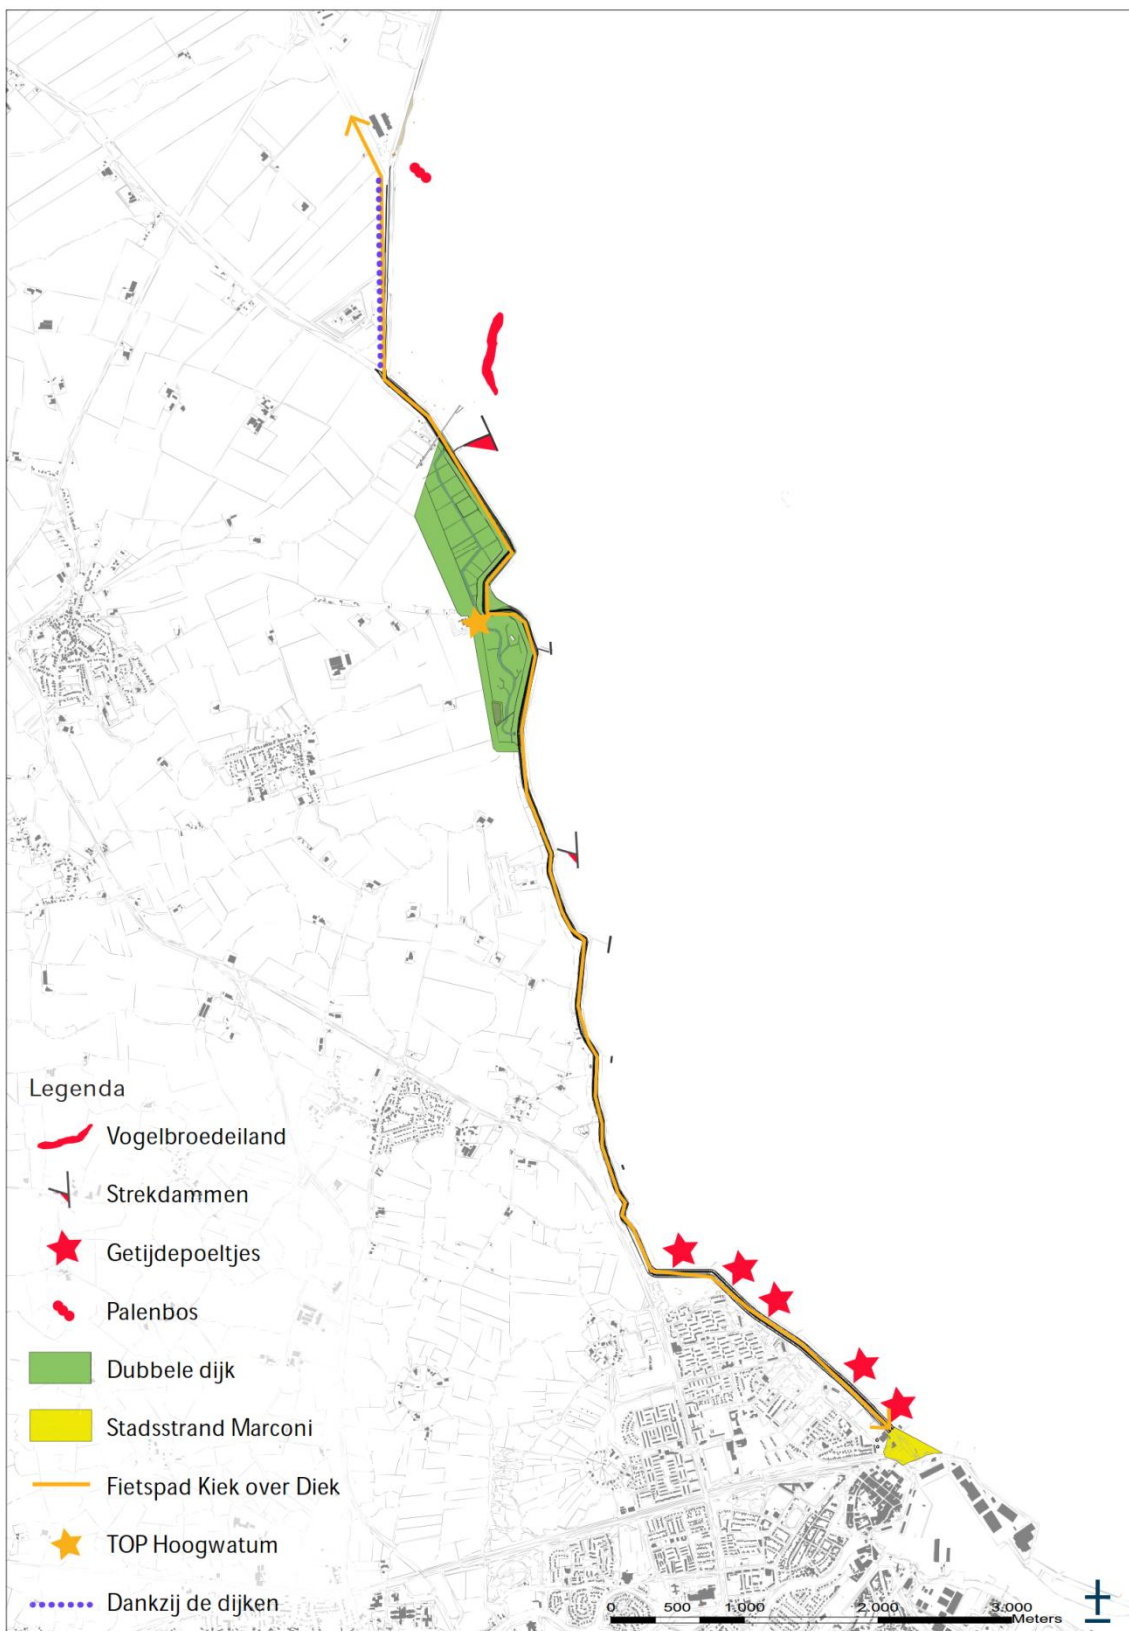 Legenda
Vogelbroedeiland
Strekdammen
Getijdepoeltjes
Palenbos
Dubbele dijk
Stadsstrand Marconi
Fietspad Kiek over Diek
TOP Hoogwatum
Dankzij de dijken
0 500 1.000 2.000 3.000
Meters